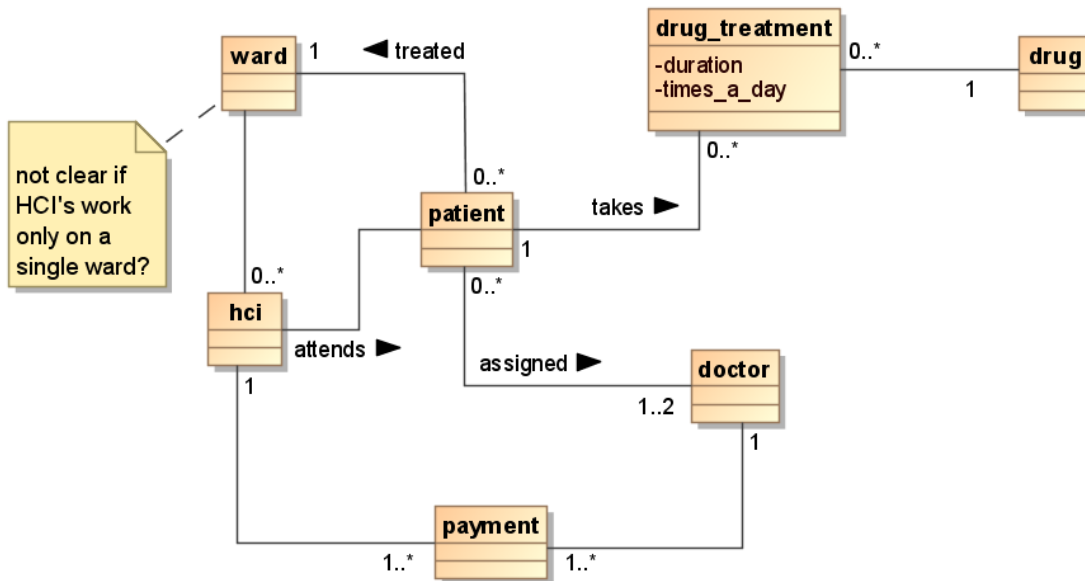 ward
1
◄ treated
drug_treatment
-duration
-times_a_day
0..*
1
drug
not clear if
HCI's work
only on a
single ward?
0..*
0..*
patient
takes ►
1
0..*
0..*
hci
attends ►
1
assigned ►
1..2
doctor
1
payment
1..*
1..*